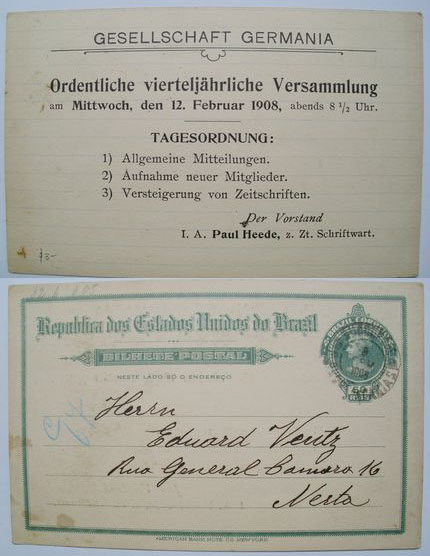 GESELLSCHAFT GERMANIA
Ordentliche vierteljährliche Versammlung
am Mittwoch, den 12. Februar 1908, abends 8 1/2 Uhr.
TAGESORDNUNG:
1) Allgemeine Mitteilungen.
2) Aufnahme neuer Mitglieder.
3) Versteigerung von Zeitschriften.
Der Vorstand
I. A. Paul Heede, z. Zt. Schriftwart.
Republica dos Estados Unidos do Brazil
BILHETE POSTAL
NESTE LADO SÓ O ENDEREÇO
50
REIS
Herrn
Eduard Ventz
Rua General Camara 16
Nesta
AMERICAN BANK NOTE CO. NEW YORK